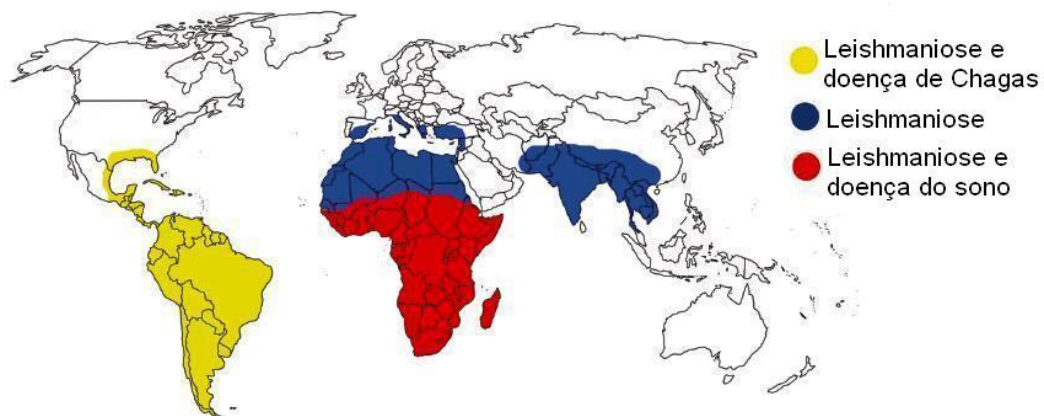 Leishmaniose e
doença de Chagas
Leishmaniose
Leishmaniose e
doença do sono